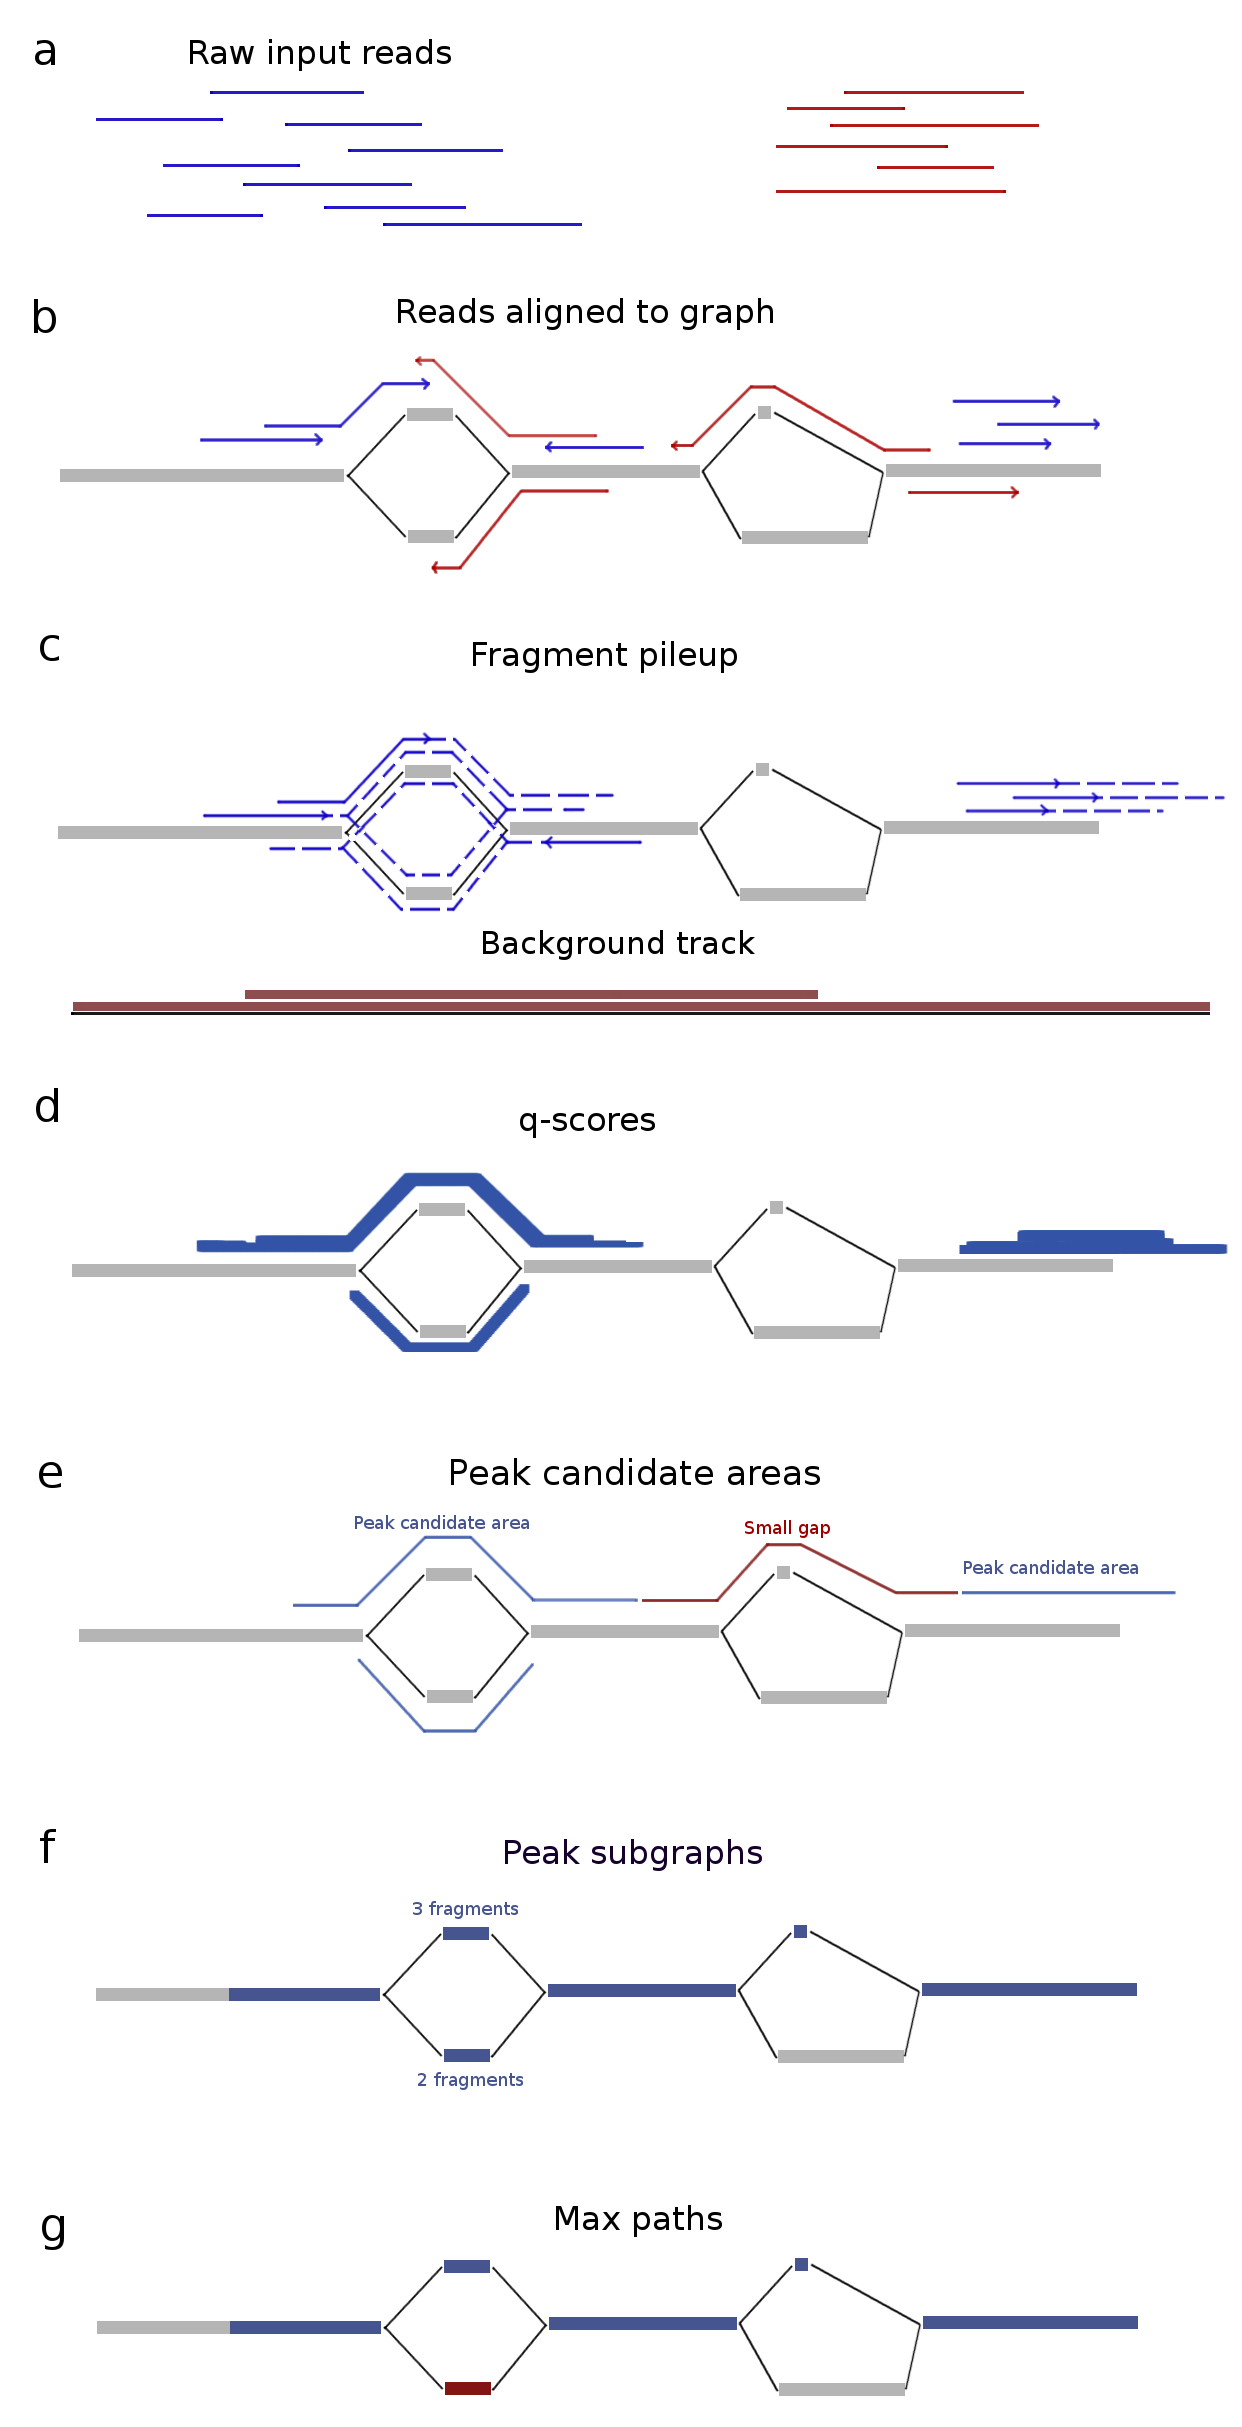 a
Raw input reads
b
Reads aligned to graph
c
Fragment pileup
Background track
d
q-scores
e
Peak candidate areas
Peak candidate area
Small gap
Peak candidate area
f
Peak subgraphs
3 fragments
2 fragments
g
Max paths